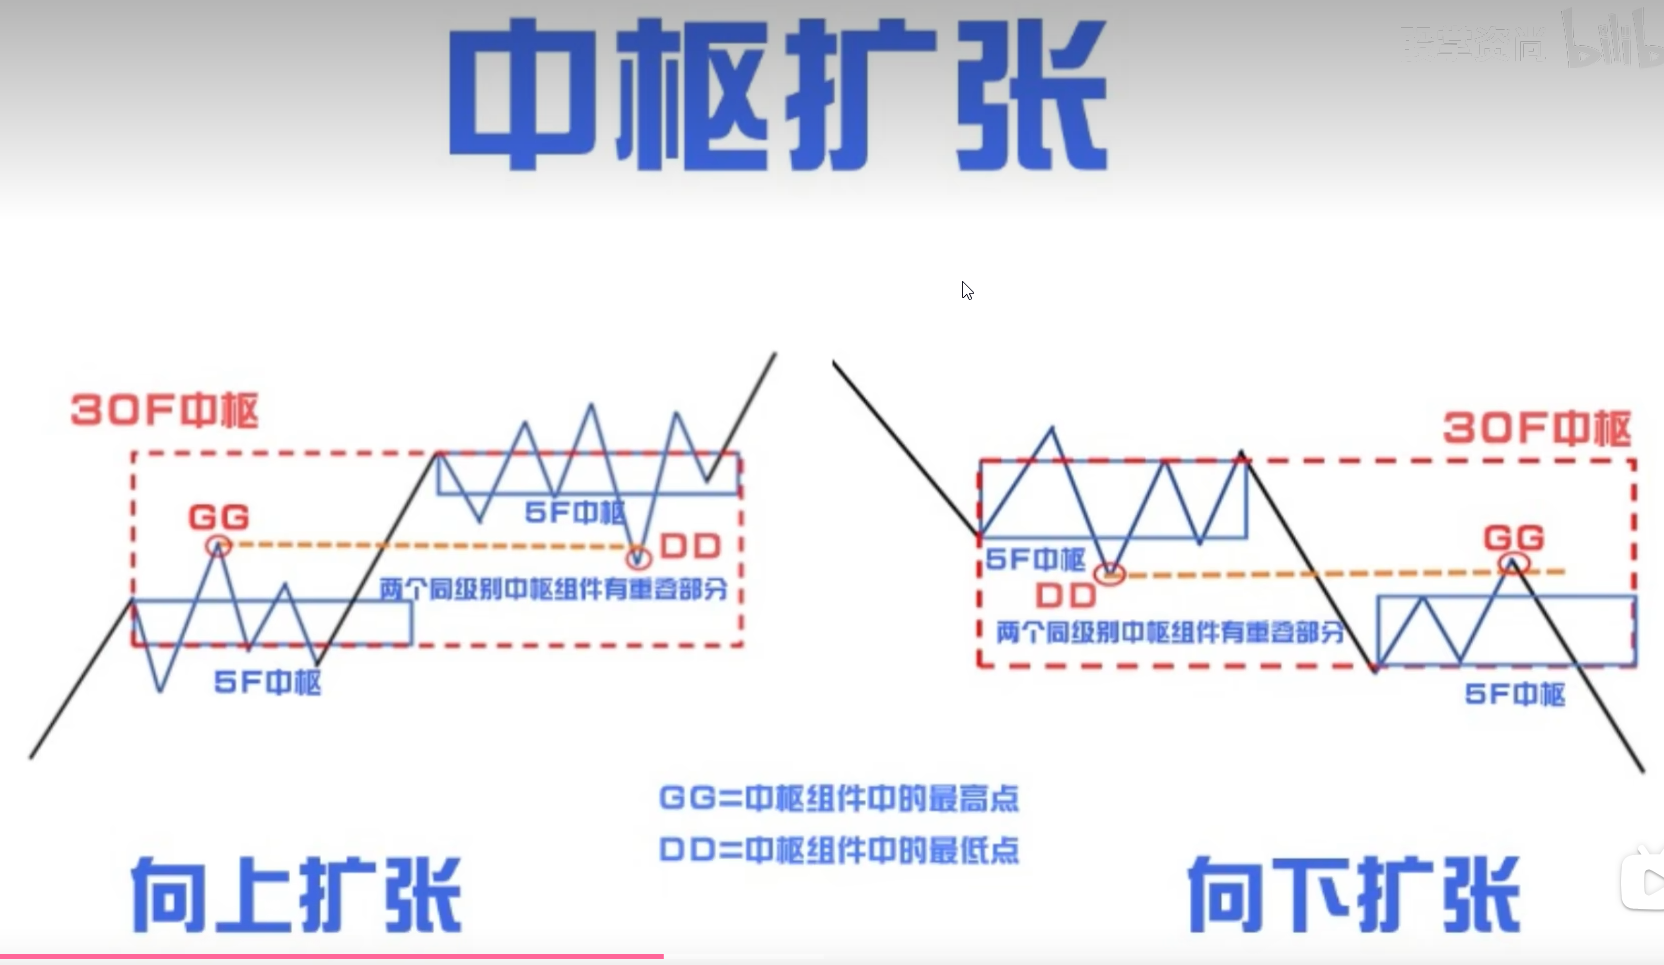 中枢扩张
30F中枢
GG
5F中枢
DD
两个同级别中枢组件有重叠部分
5F中枢
30F中枢
GG
5F中枢
DD
两个同级别中枢组件有重叠部分
5F中枢
GG=中枢组件中的最高点
DD=中枢组件中的最低点
向上扩张
向下扩张